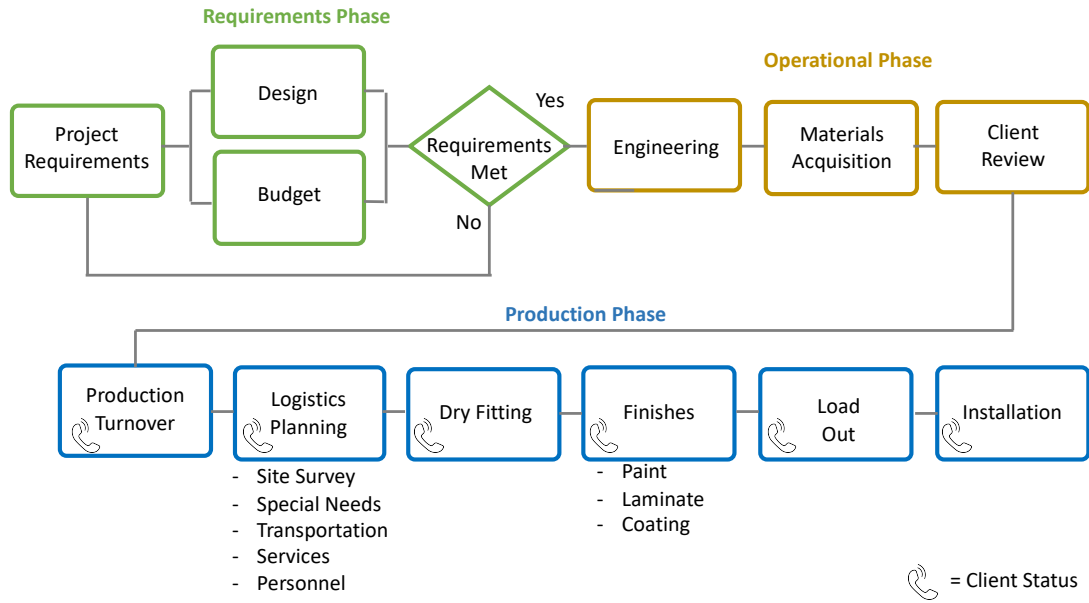 Requirements Phase
Operational Phase
Project
Requirements
Design
Budget
Yes
Requirements
Met
No
Engineering
Materials
Acquisition
Client
Review
Production Phase
Production
Turnover
Logistics
Planning
Dry Fitting
Finishes
Load
Out
Installation
- Site Survey
- Special Needs
- Transportation
- Services
- Personnel
- Paint
- Laminate
- Coating
= Client Status